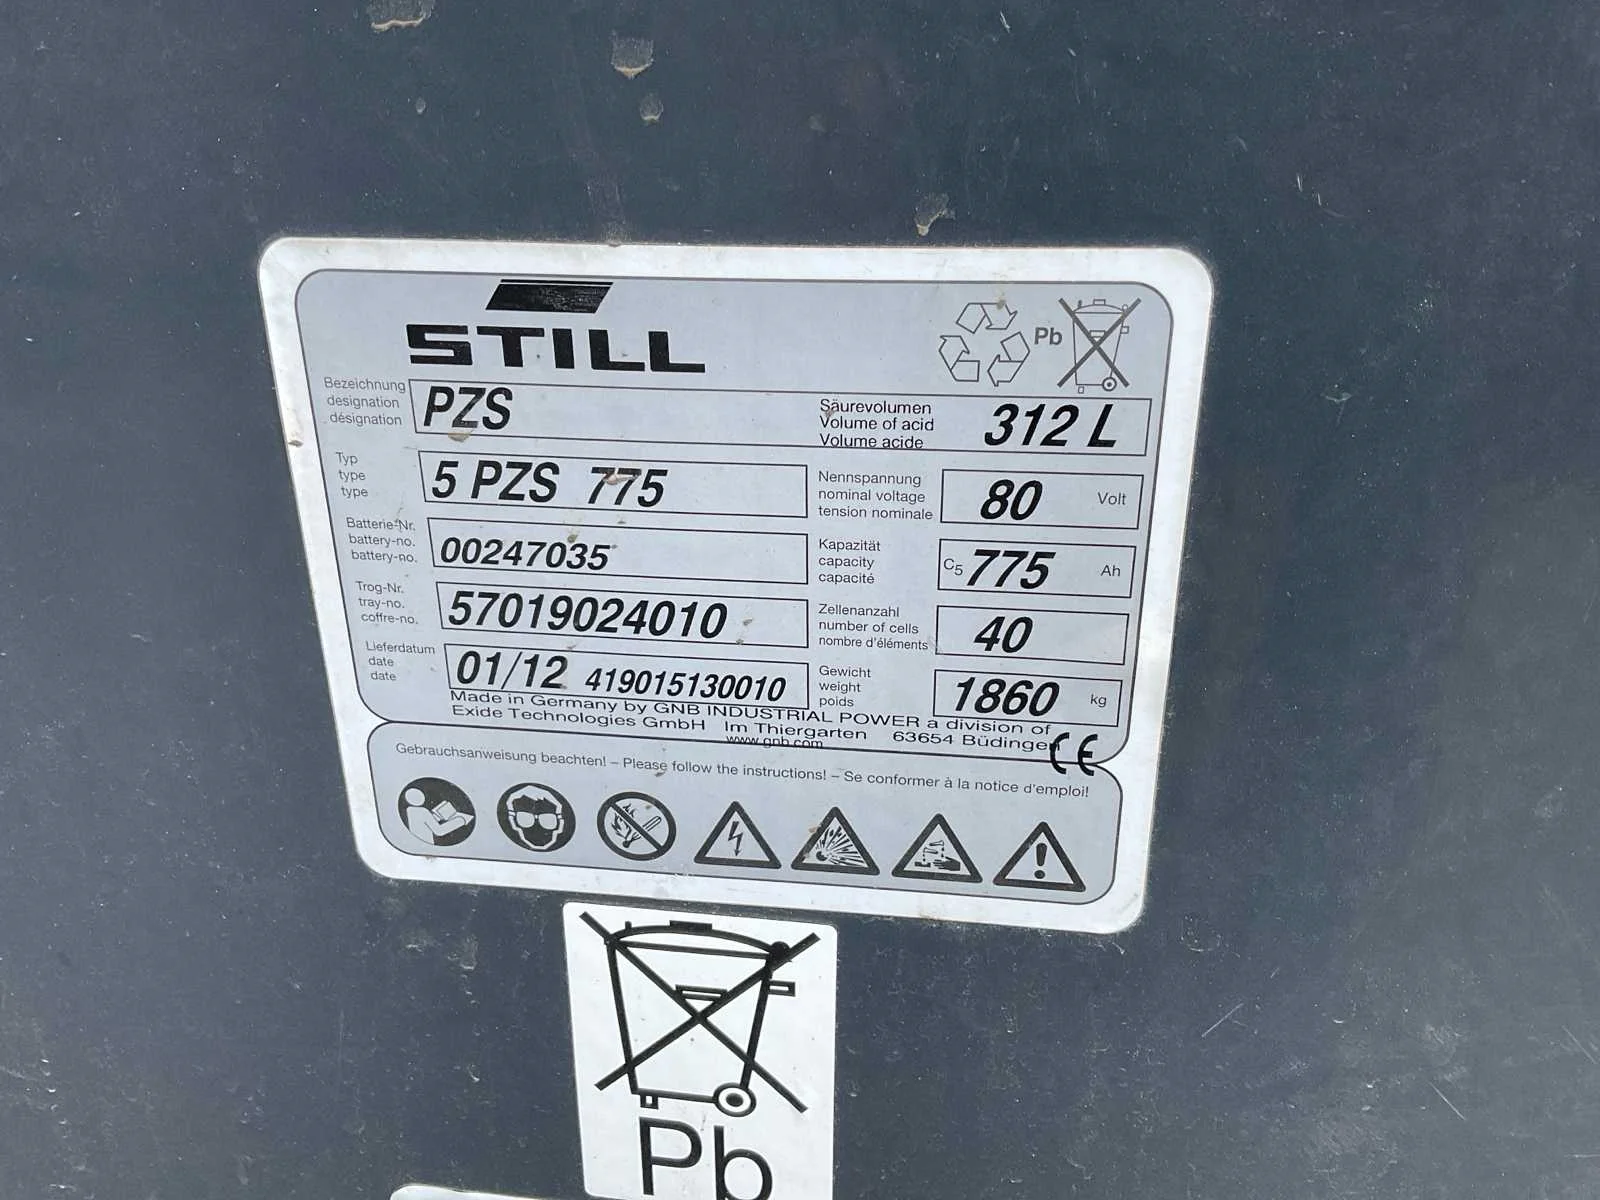 STILL
Pb
Bezeichnung
designation
désignation
PZS
Säurevolumen
Volume of acid
Volume acide
312 L
Typ
type
type
5 PZS 775
Nennspannung
nominal voltage
tension nominale
80 Volt
Batterie-Nr.
battery-no.
battery-no.
00247035
Kapazität
capacity
capacité
C5 775 Ah
Trog-Nr.
tray-no.
coffre-no.
57019024010
Zellenanzahl
number of cells
nombre d'éléments
40
Lieferdatum
date
date
01/12 419015130010
Gewicht
weight
poids
1860 kg
Made in Germany by GNB INDUSTRIAL POWER a division of
Exide Technologies GmbH Im Thiergarten 63654 Büdingen
www.gnb.com
CE
Gebrauchsanweisung beachten! – Please follow the instructions! – Se conformer à la notice d'emploi!
Pb